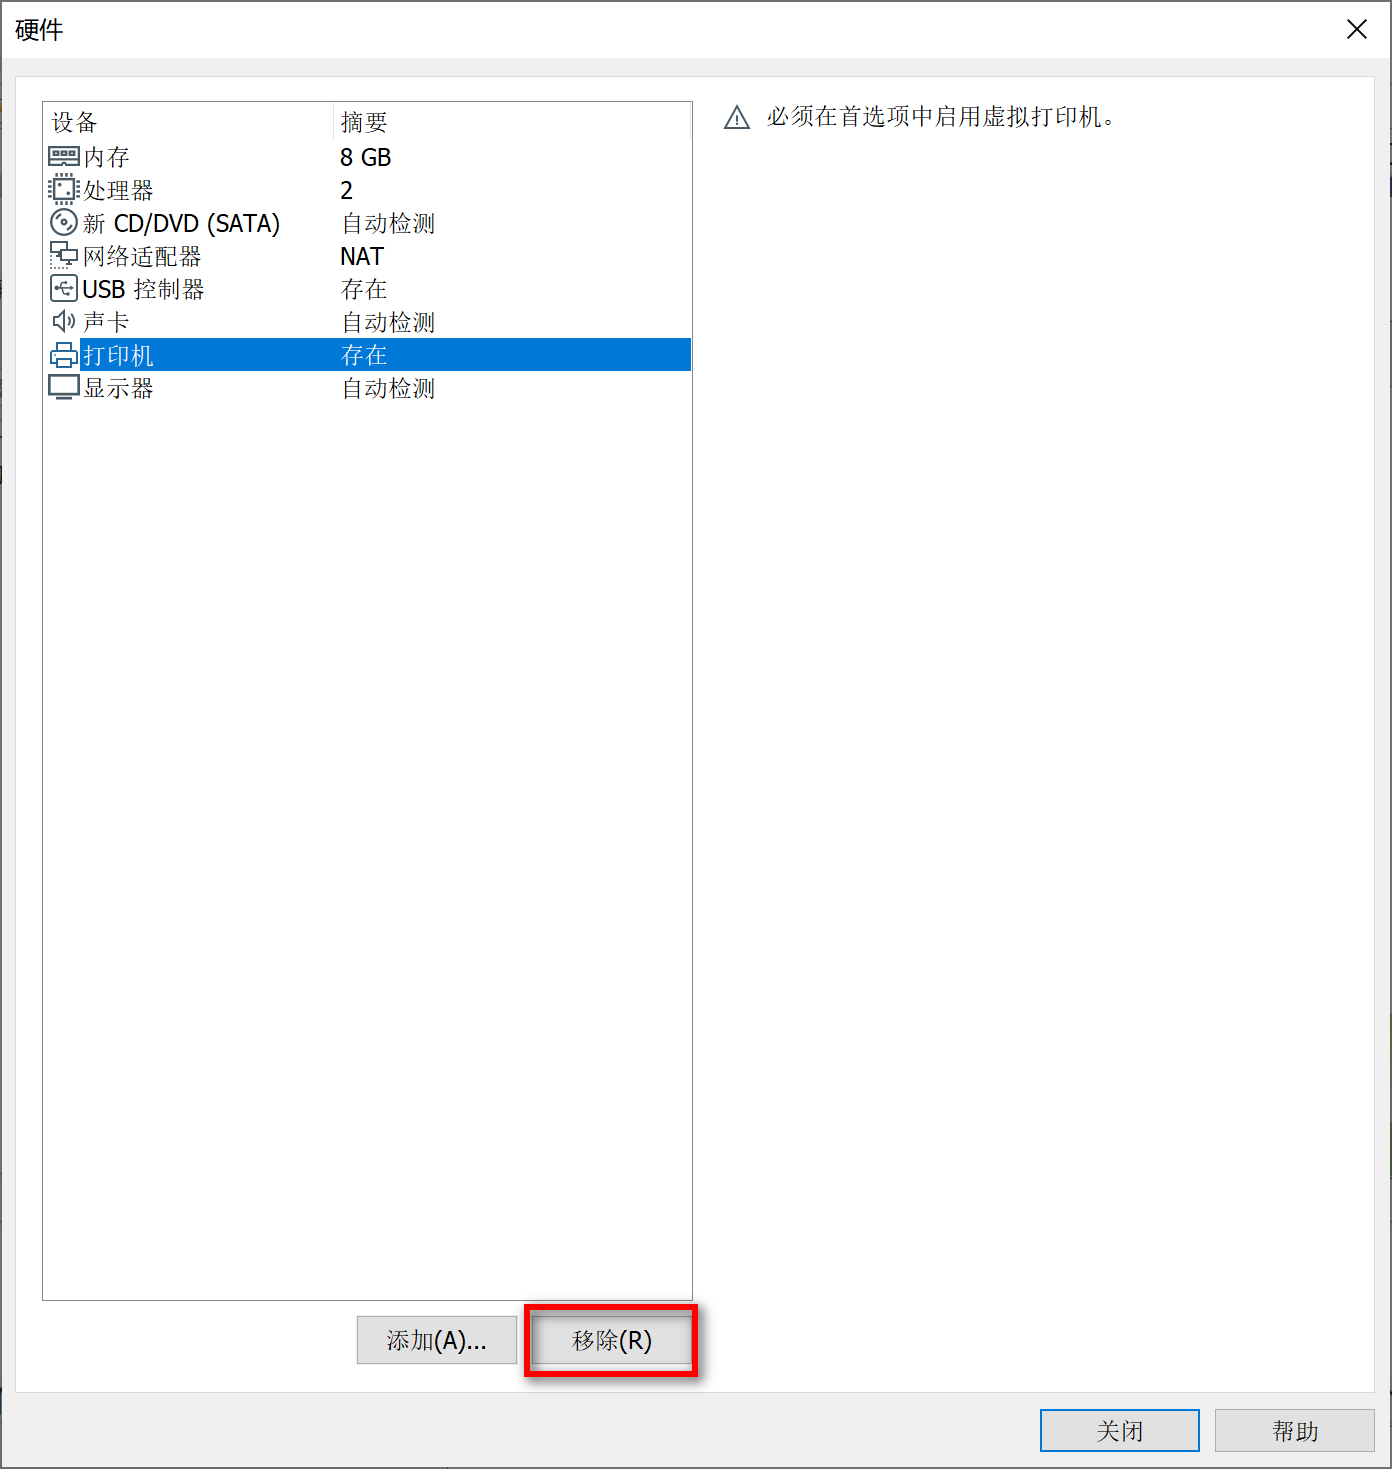 硬件
设备 摘要
内存 8 GB
处理器 2
新 CD/DVD (SATA) 自动检测
网络适配器 NAT
USB 控制器 存在
声卡 自动检测
打印机 存在
显示器 自动检测
必须在首选项中启用虚拟打印机。
添加(A)... 移除(R)
关闭 帮助